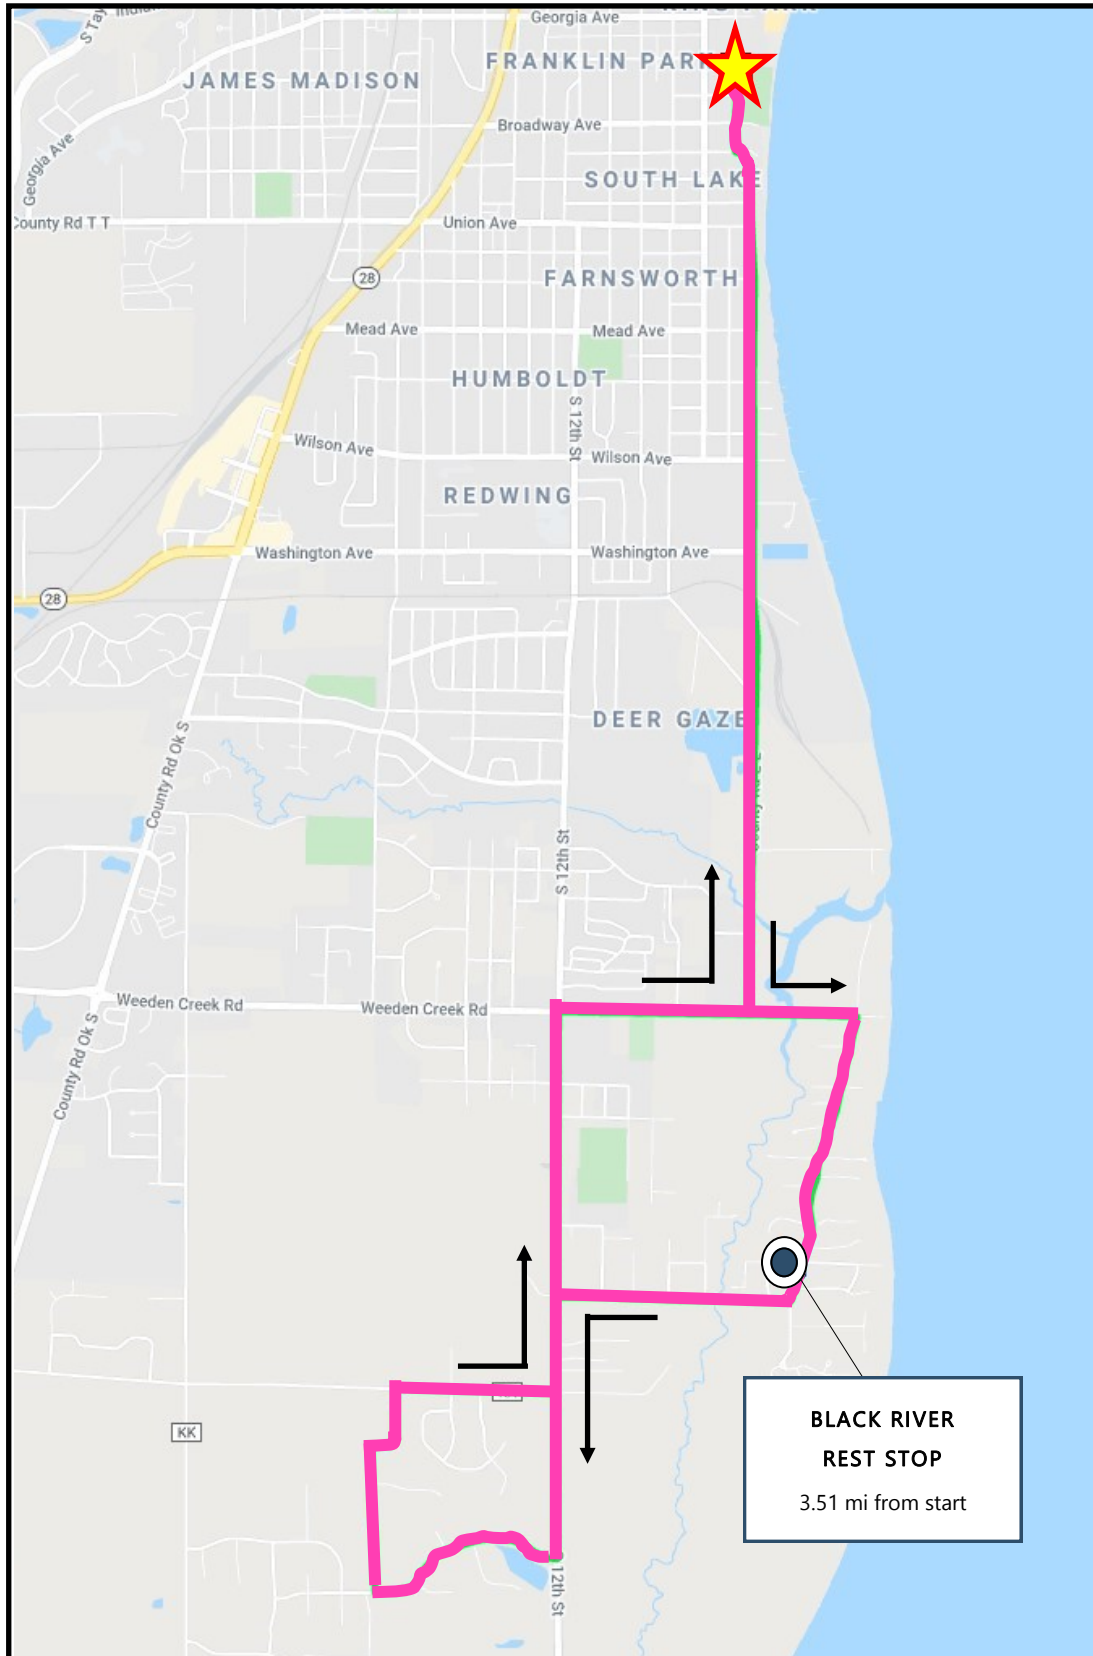 Georgia Ave
S Tay
FRANKLIN PAR
JAMES MADISON
Broadway Ave
Georgia Ave
SOUTH LAKE
County Rd T T
Union Ave
28
FARNSWORTH
Mead Ave
Mead Ave
HUMBOLDT
S 12th St
Wilson Ave
Wilson Ave
REDWING
Washington Ave
Washington Ave
28
DEER GAZE
County Rd Ok S
S 12th St
Weeden Creek Rd
Weeden Creek Rd
County Rd Ok S
KK
BLACK RIVER
REST STOP
3.51 mi from start
12th St